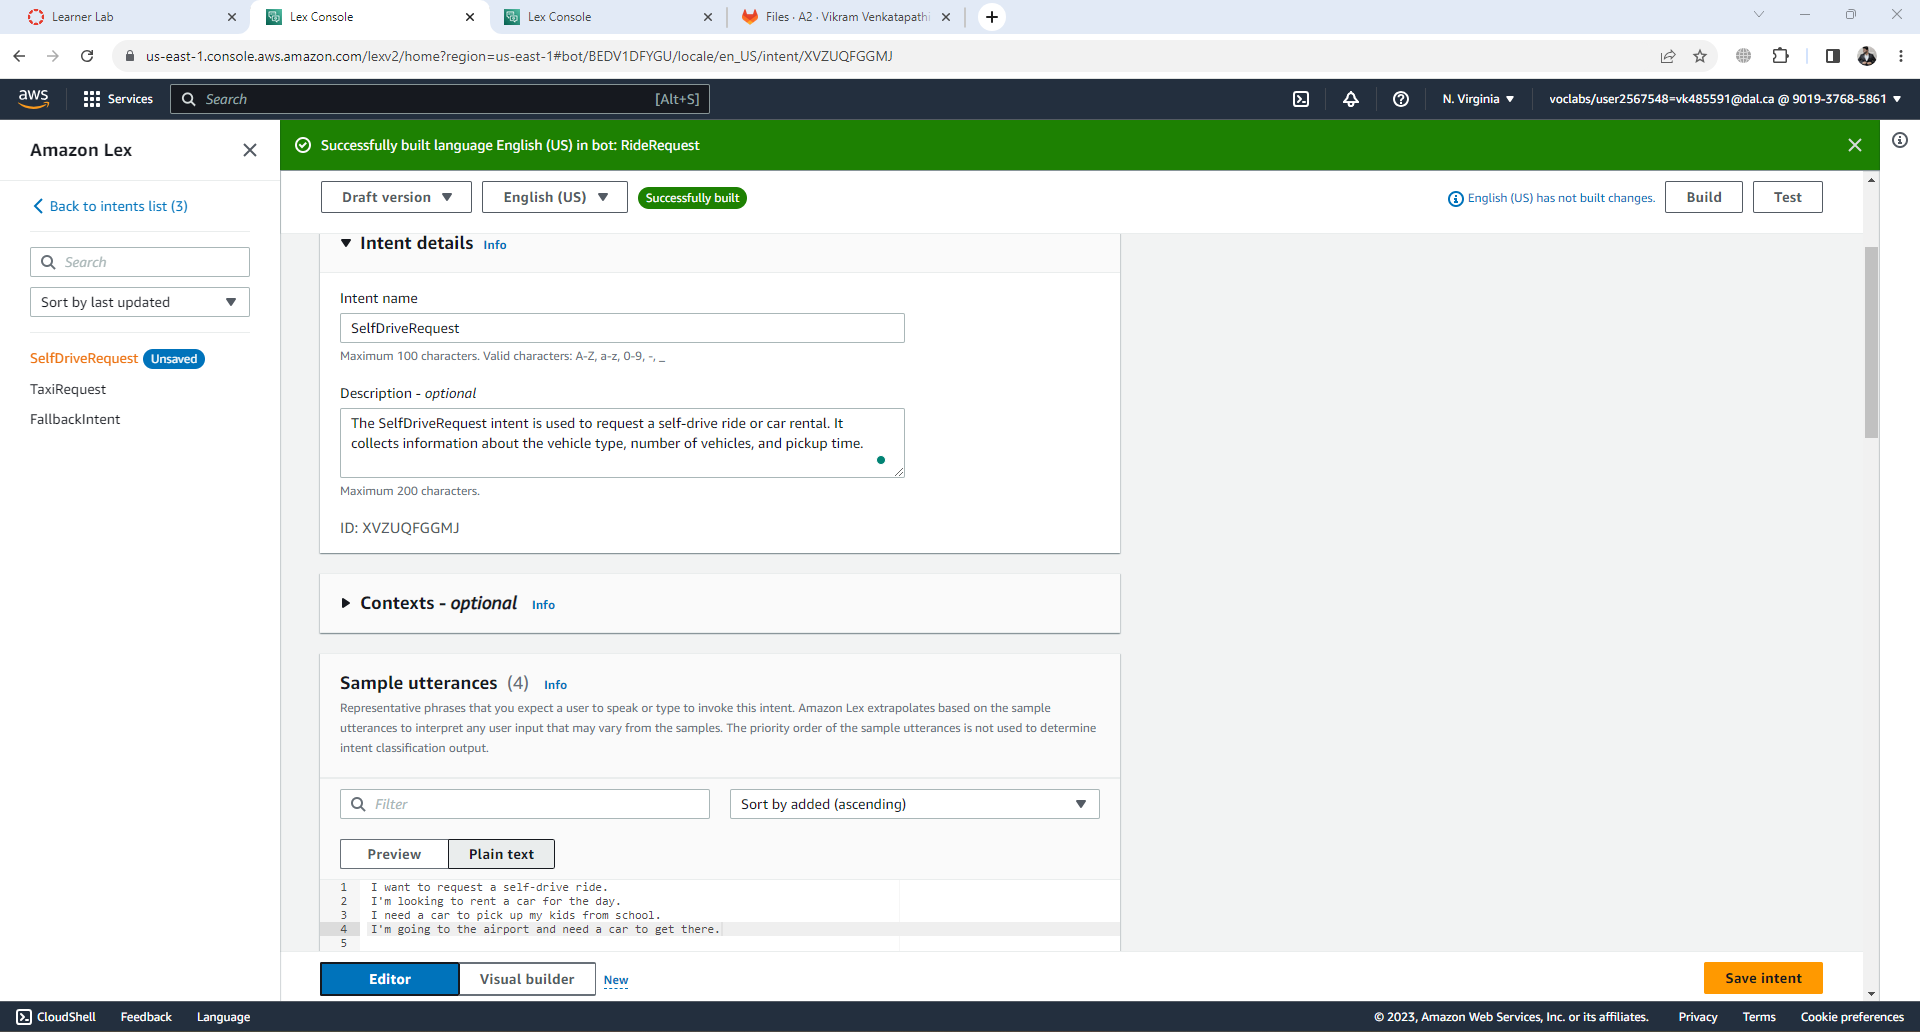 Learner Lab
Lex Console
Lex Console
Files · A2 · Vikram Venkatapathi
us-east-1.console.aws.amazon.com/lexv2/home?region=us-east-1#bot/BEDV1DFYGU/locale/en_US/intent/XVZUQFGGMJ
aws
Services
Search
[Alt+S]
N. Virginia
voclabs/user2567548=vk485591@dal.ca @ 9019-3768-5861
Amazon Lex
Successfully built language English (US) in bot: RideRequest
Back to intents list (3)
Search
Sort by last updated
SelfDriveRequest Unsaved
TaxiRequest
FallbackIntent
Draft version
English (US)
Successfully built
English (US) has not built changes.
Build
Test
Intent details Info
Intent name
SelfDriveRequest
Maximum 100 characters. Valid characters: A-Z, a-z, 0-9, -, _
Description - optional
The SelfDriveRequest intent is used to request a self-drive ride or car rental. It
collects information about the vehicle type, number of vehicles, and pickup time.
Maximum 200 characters.
ID: XVZUQFGGMJ
Contexts - optional Info
Sample utterances (4) Info
Representative phrases that you expect a user to speak or type to invoke this intent. Amazon Lex extrapolates based on the sample
utterances to interpret any user input that may vary from the samples. The priority order of the sample utterances is not used to determine
intent classification output.
Filter
Sort by added (ascending)
Preview
Plain text
1 I want to request a self-drive ride.
2 I'm looking to rent a car for the day.
3 I need a car to pick up my kids from school.
4 I'm going to the airport and need a car to get there.
5
Editor
Visual builder
New
Save intent
CloudShell
Feedback
Language
© 2023, Amazon Web Services, Inc. or its affiliates.
Privacy
Terms
Cookie preferences